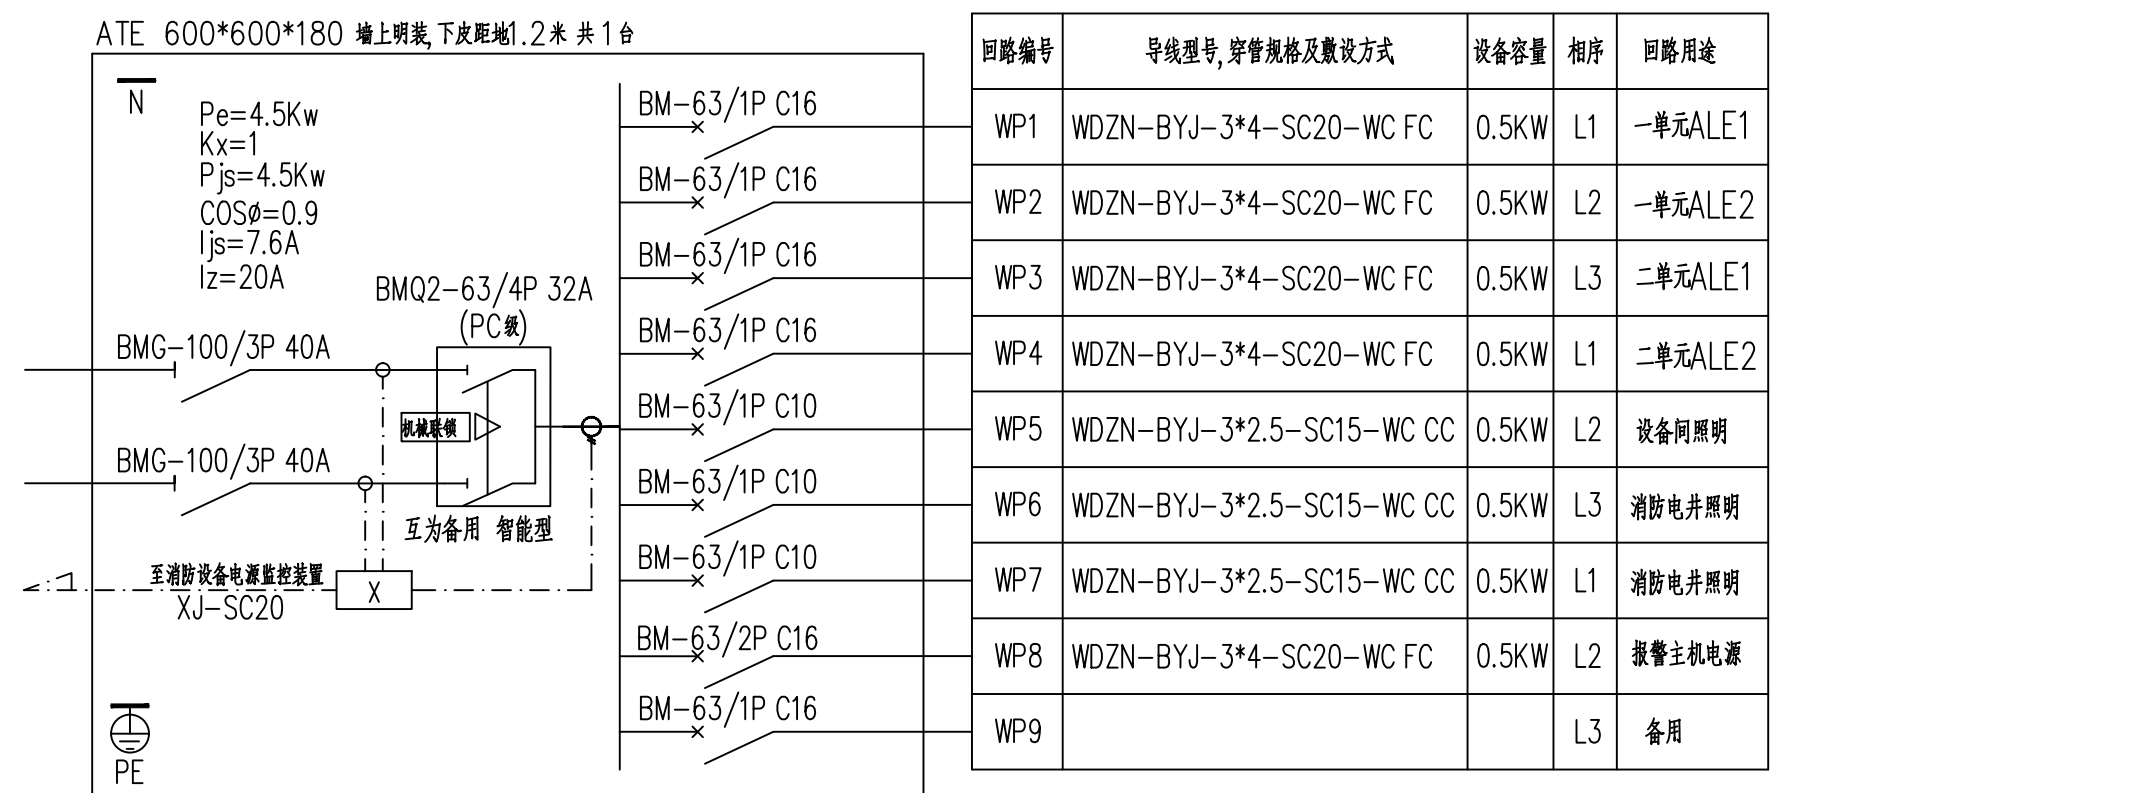 ATE 600*600*180 墙上明装,下皮距地1.2米 共1台
N
Pe=4.5Kw
Kx=1
Pjs=4.5Kw
COSø=0.9
Ijs=7.6A
Iz=20A
BMQ2-63/4P 32A
(PC级)
BMG-100/3P 40A
机械联锁
BMG-100/3P 40A
互为备用 智能型
至消防设备电源监控装置
XJ-SC20
X
PE
回路编号 导线型号,穿管规格及敷设方式 设备容量 相序 回路用途
BM-63/1P C16 WP1 WDZN-BYJ-3*4-SC20-WC FC 0.5KW L1 一单元ALE1
BM-63/1P C16 WP2 WDZN-BYJ-3*4-SC20-WC FC 0.5KW L2 一单元ALE2
BM-63/1P C16 WP3 WDZN-BYJ-3*4-SC20-WC FC 0.5KW L3 二单元ALE1
BM-63/1P C16 WP4 WDZN-BYJ-3*4-SC20-WC FC 0.5KW L1 二单元ALE2
BM-63/1P C10 WP5 WDZN-BYJ-3*2.5-SC15-WC CC 0.5KW L2 设备间照明
BM-63/1P C10 WP6 WDZN-BYJ-3*2.5-SC15-WC CC 0.5KW L3 消防电井照明
BM-63/1P C10 WP7 WDZN-BYJ-3*2.5-SC15-WC CC 0.5KW L1 消防电井照明
BM-63/2P C16 WP8 WDZN-BYJ-3*4-SC20-WC FC 0.5KW L2 报警主机电源
BM-63/1P C16 WP9 L3 备用